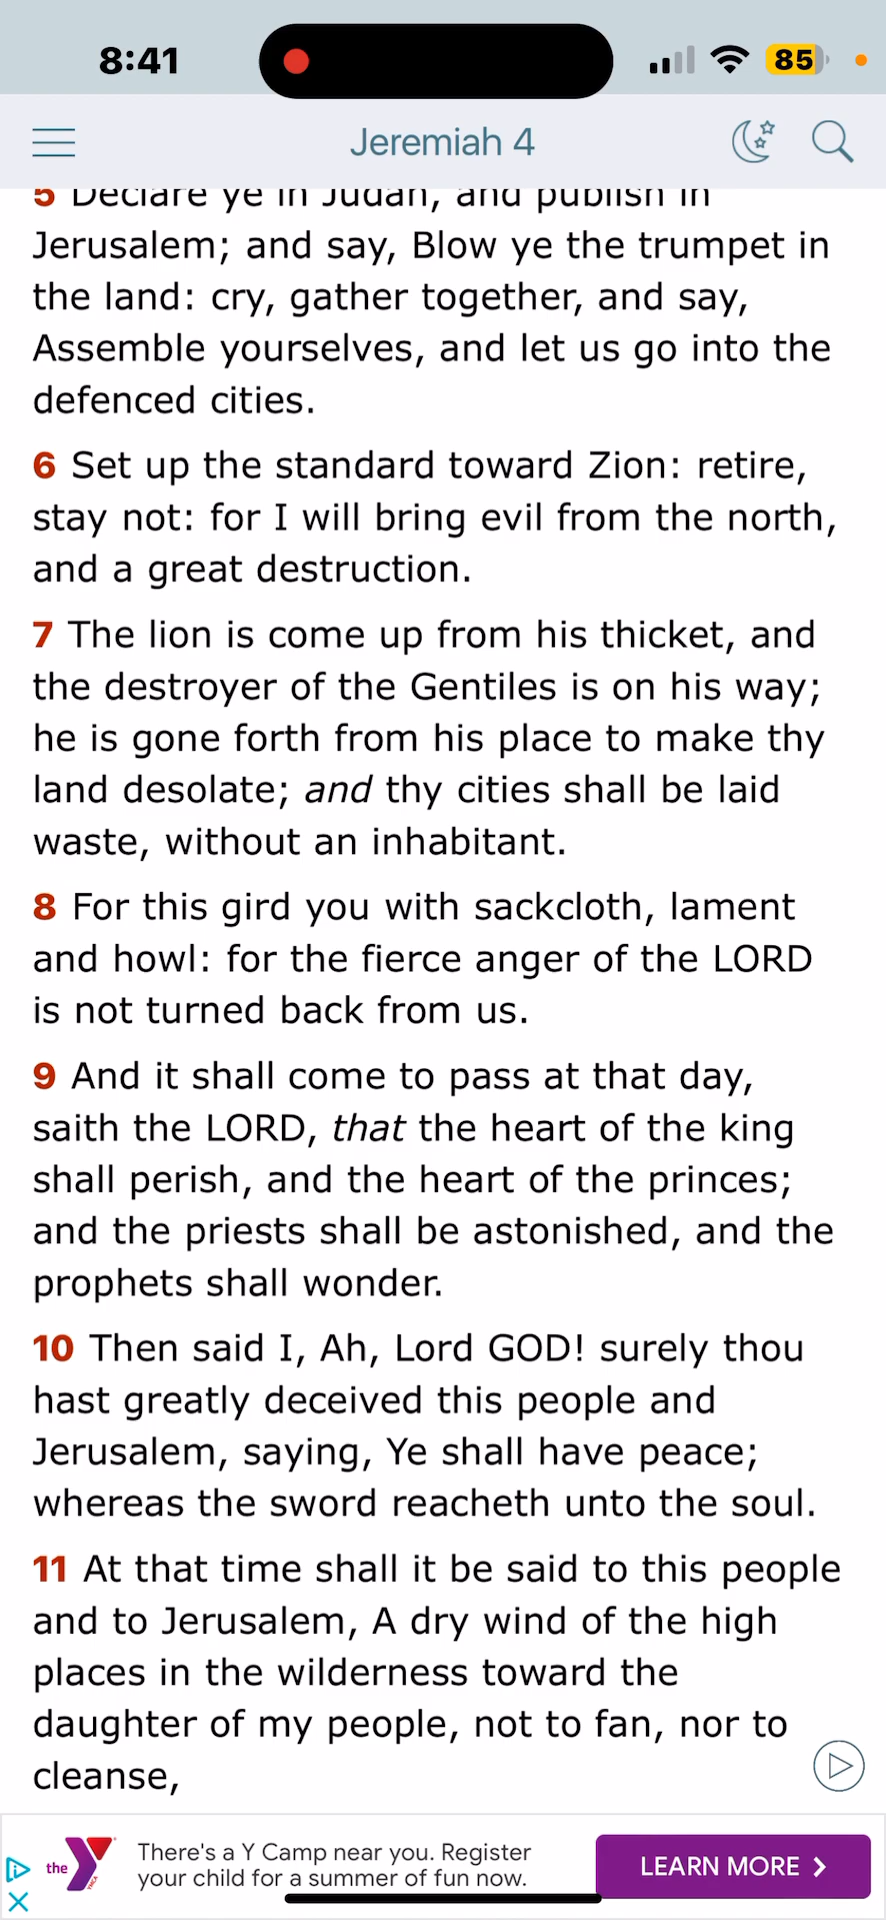 8:41
85
Jeremiah 4
5 Declare ye in Judah, and publish in
Jerusalem; and say, Blow ye the trumpet in
the land: cry, gather together, and say,
Assemble yourselves, and let us go into the
defenced cities.
6 Set up the standard toward Zion: retire,
stay not: for I will bring evil from the north,
and a great destruction.
7 The lion is come up from his thicket, and
the destroyer of the Gentiles is on his way;
he is gone forth from his place to make thy
land desolate; and thy cities shall be laid
waste, without an inhabitant.
8 For this gird you with sackcloth, lament
and howl: for the fierce anger of the LORD
is not turned back from us.
9 And it shall come to pass at that day,
saith the LORD, that the heart of the king
shall perish, and the heart of the princes;
and the priests shall be astonished, and the
prophets shall wonder.
10 Then said I, Ah, Lord GOD! surely thou
hast greatly deceived this people and
Jerusalem, saying, Ye shall have peace;
whereas the sword reacheth unto the soul.
11 At that time shall it be said to this people
and to Jerusalem, A dry wind of the high
places in the wilderness toward the
daughter of my people, not to fan, nor to
cleanse,
the Y
There's a Y Camp near you. Register
your child for a summer of fun now.
LEARN MORE